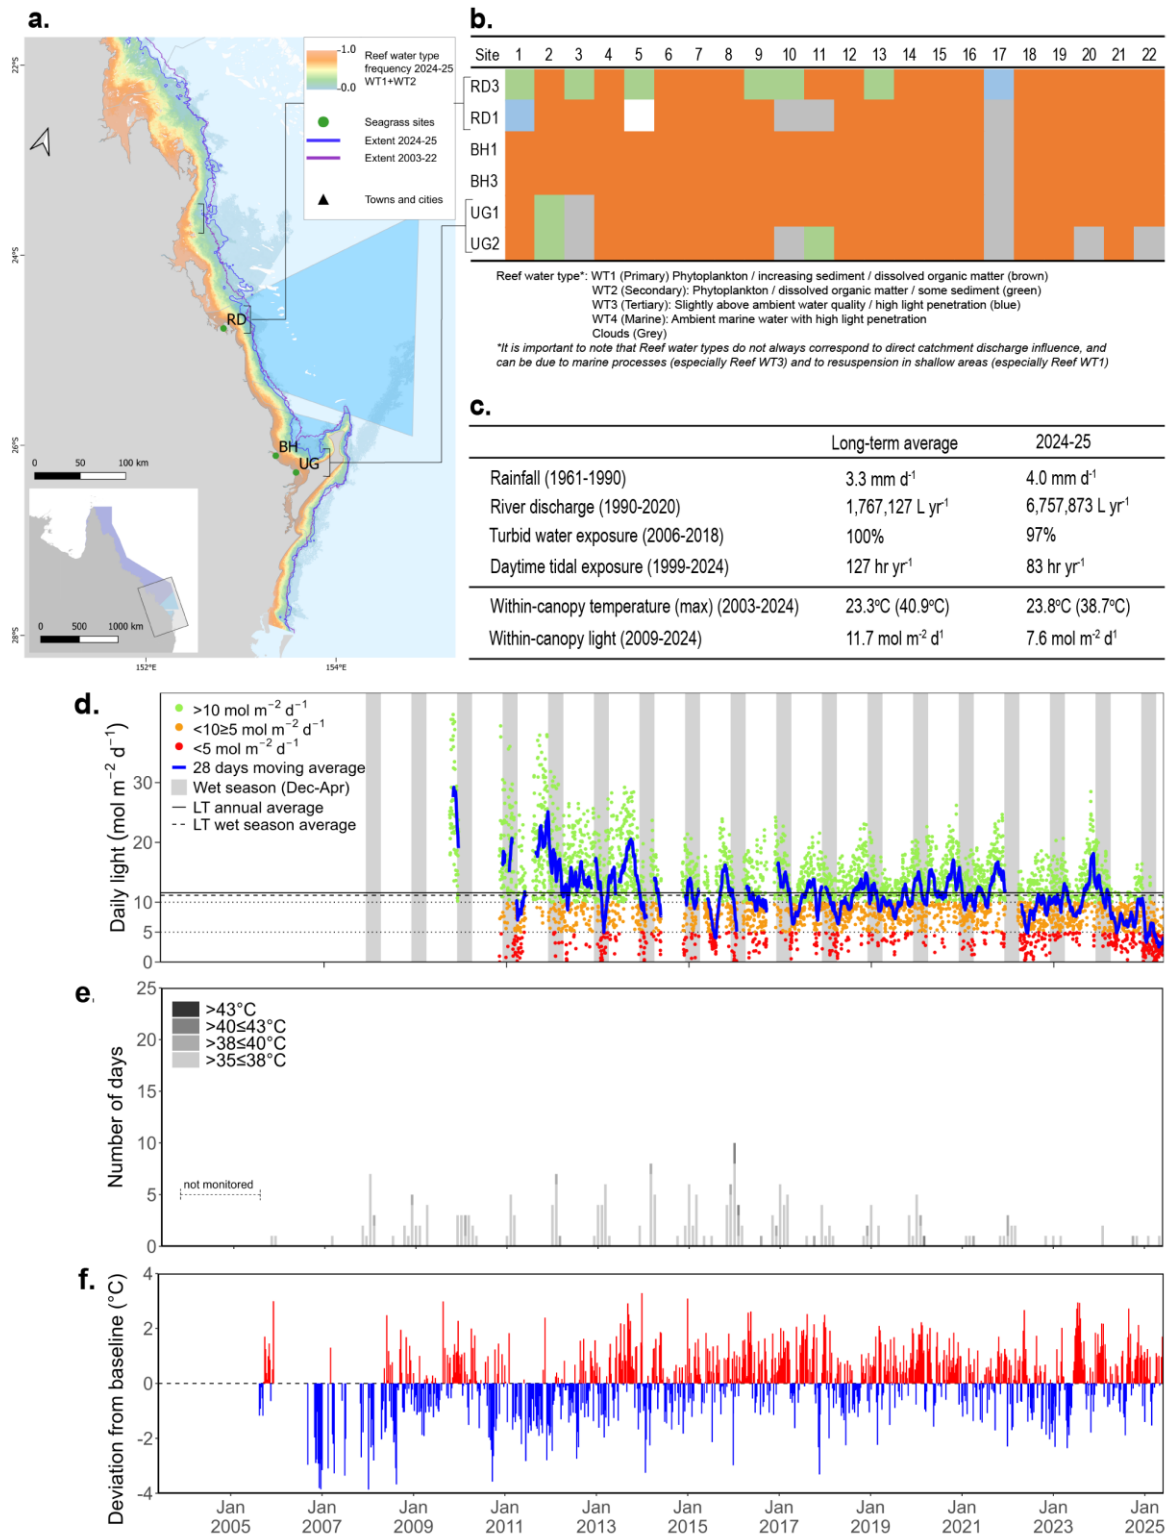 a.
22°S
24°S
26°S
28°S
152°E
154°E
1.0
0.0
Reef water type
frequency 2024-25
WT1+WT2
Seagrass sites
Extent 2024-25
Extent 2003-22
Towns and cities
RD
BH
UG
0 50 100 km
0 500 1000 km
b.
Site 1 2 3 4 5 6 7 8 9 10 11 12 13 14 15 16 17 18 19 20 21 22
RD3
RD1
BH1
BH3
UG1
UG2
Reef water type*: WT1 (Primary) Phytoplankton / increasing sediment / dissolved organic matter (brown)
WT2 (Secondary): Phytoplankton / dissolved organic matter / some sediment (green)
WT3 (Tertiary): Slightly above ambient water quality / high light penetration (blue)
WT4 (Marine): Ambient marine water with high light penetration
Clouds (Grey)
*It is important to note that Reef water types do not always correspond to direct catchment discharge influence, and
can be due to marine processes (especially Reef WT3) and to resuspension in shallow areas (especially Reef WT1)
c.
Long-term average 2024-25
Rainfall (1961-1990) 3.3 mm d⁻¹ 4.0 mm d⁻¹
River discharge (1990-2020) 1,767,127 L yr⁻¹ 6,757,873 L yr⁻¹
Turbid water exposure (2006-2018) 100% 97%
Daytime tidal exposure (1999-2024) 127 hr yr⁻¹ 83 hr yr⁻¹
Within-canopy temperature (max) (2003-2024) 23.3ºC (40.9ºC) 23.8ºC (38.7ºC)
Within-canopy light (2009-2024) 11.7 mol m⁻² d¹ 7.6 mol m⁻² d¹
d.
Daily light (mol m⁻² d⁻¹)
30
20
10
5
0
>10 mol m⁻² d⁻¹
<10≥5 mol m⁻² d⁻¹
<5 mol m⁻² d⁻¹
28 days moving average
Wet season (Dec-Apr)
LT annual average
LT wet season average
e.
Number of days
25
20
15
10
5
0
>43°C
>40≤43°C
>38≤40°C
>35≤38°C
not monitored
f.
Deviation from baseline (°C)
4
2
0
-2
-4
Jan Jan Jan Jan Jan Jan Jan Jan Jan Jan Jan
2005 2007 2009 2011 2013 2015 2017 2019 2021 2023 2025